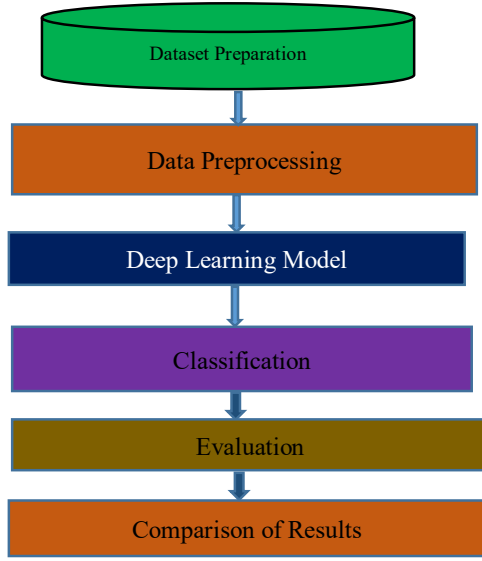 Dataset Preparation
Data Preprocessing
Deep Learning Model
Classification
Evaluation
Comparison of Results